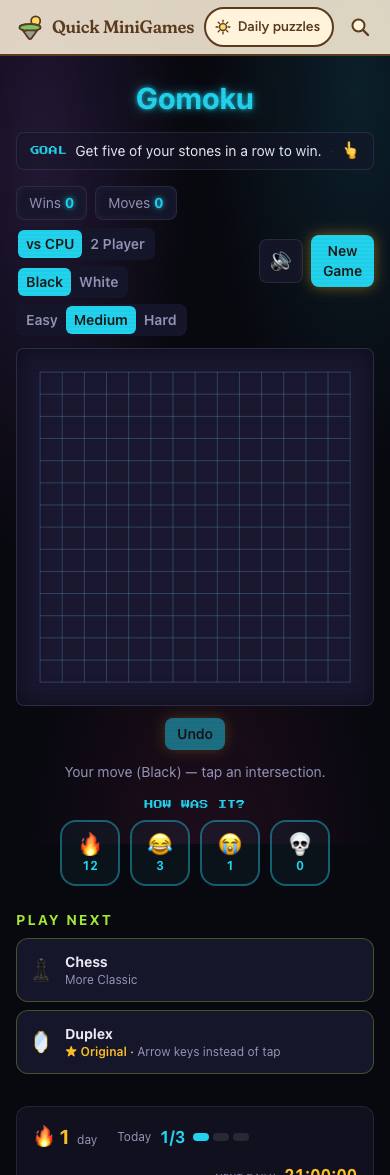 Quick MiniGames
Daily puzzles
Gomoku
GOAL Get five of your stones in a row to win.
Wins 0
Moves 0
vs CPU
2 Player
Black
White
Easy
Medium
Hard
New
Game
Undo
Your move (Black) — tap an intersection.
HOW WAS IT?
12
3
1
0
PLAY NEXT
Chess
More Classic
Duplex
Original · Arrow keys instead of tap
1 day
Today 1/3